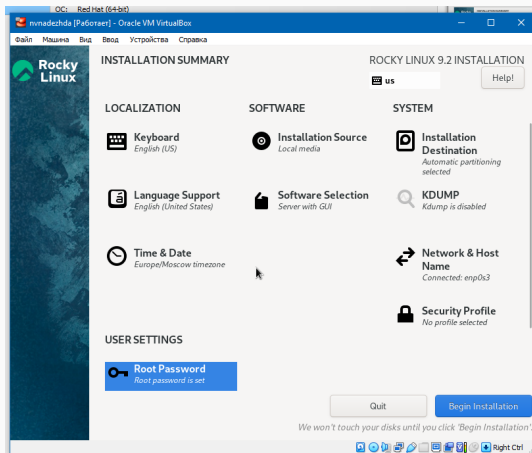 ОС: Red Hat (64-bit)
nvnadezhda [Работает] - Oracle VM VirtualBox
Файл Машина Вид Ввод Устройства Справка
Rocky
Linux
INSTALLATION SUMMARY
ROCKY LINUX 9.2 INSTALLATION
us
Help!
LOCALIZATION
Keyboard
English (US)
Language Support
English (United States)
Time & Date
Europe/Moscow timezone
SOFTWARE
Installation Source
Local media
Software Selection
Server with GUI
SYSTEM
Installation
Destination
Automatic partitioning
selected
KDUMP
Kdump is disabled
Network & Host
Name
Connected: enp0s3
Security Profile
No profile selected
USER SETTINGS
Root Password
Root password is set
Quit
Begin Installation
We won't touch your disks until you click 'Begin Installation'.
Right Ctrl